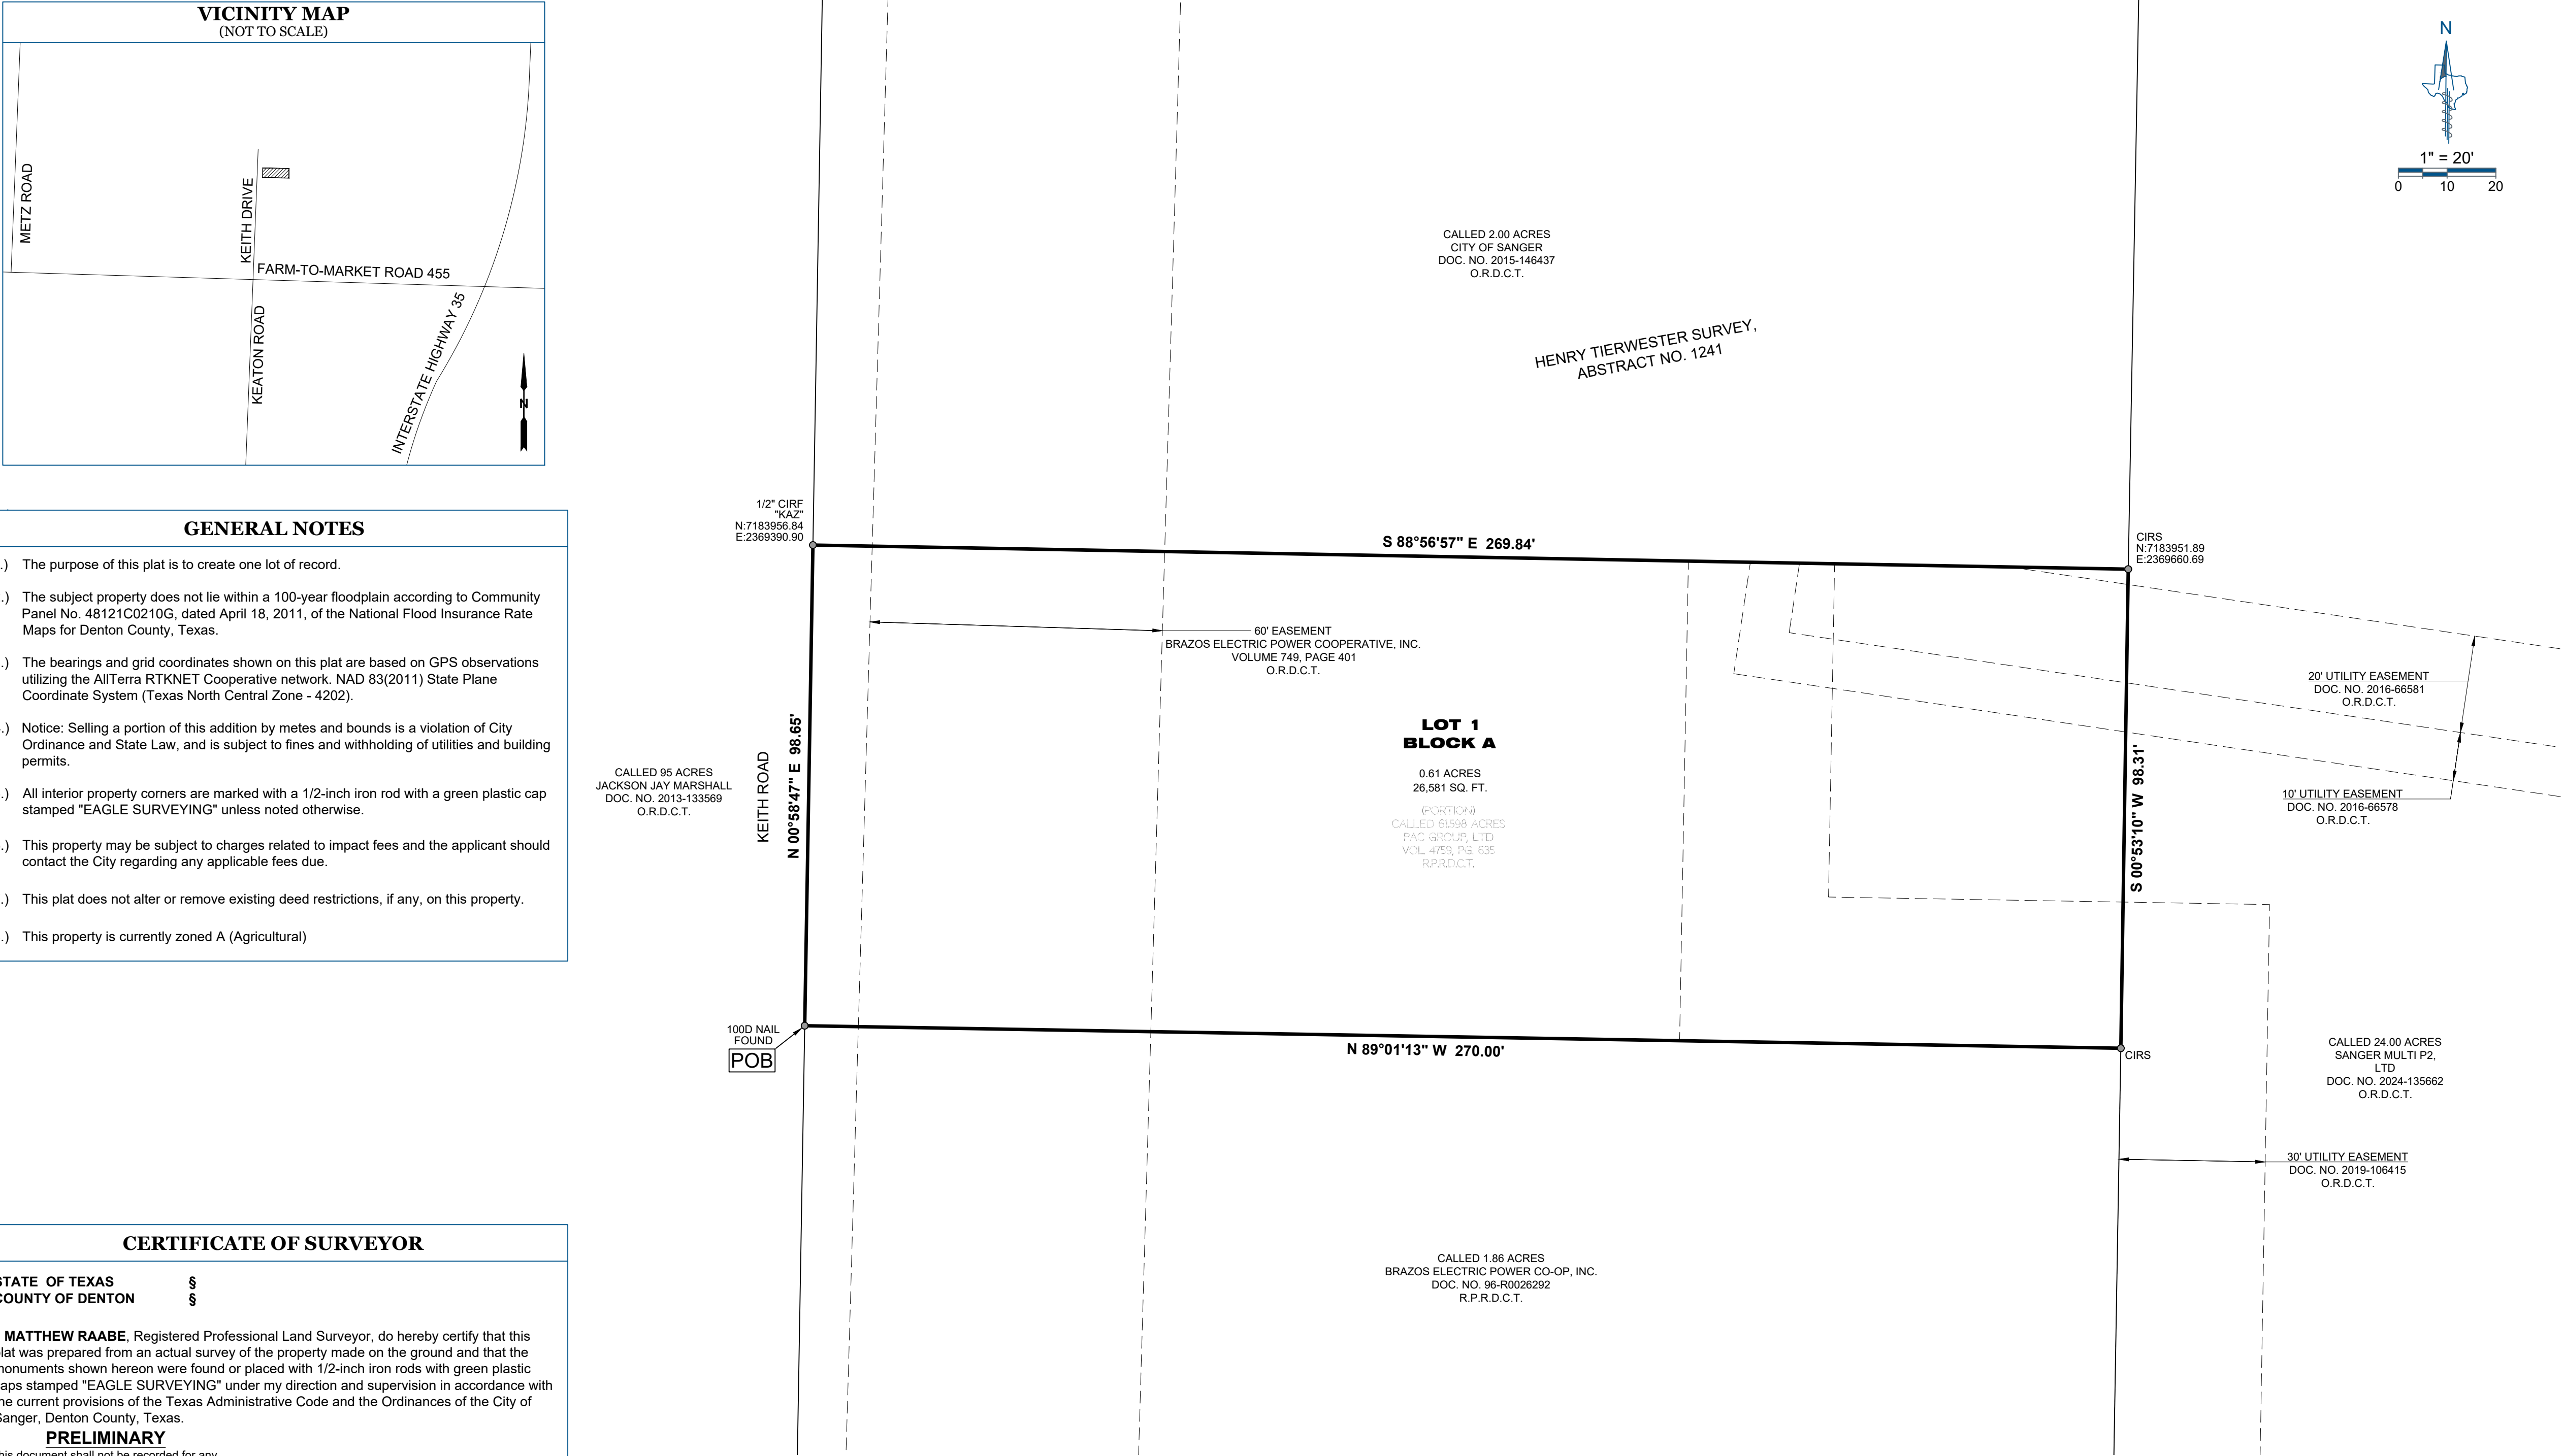 VICINITY MAP
(NOT TO SCALE)
METZ ROAD
KEITH DRIVE
FARM-TO-MARKET ROAD 455
KEATON ROAD
INTERSTATE HIGHWAY 35
N
GENERAL NOTES
.) The purpose of this plat is to create one lot of record.
.) The subject property does not lie within a 100-year floodplain according to Community
Panel No. 48121C0210G, dated April 18, 2011, of the National Flood Insurance Rate
Maps for Denton County, Texas.
.) The bearings and grid coordinates shown on this plat are based on GPS observations
utilizing the AllTerra RTKNET Cooperative network. NAD 83(2011) State Plane
Coordinate System (Texas North Central Zone - 4202).
.) Notice: Selling a portion of this addition by metes and bounds is a violation of City
Ordinance and State Law, and is subject to fines and withholding of utilities and building
permits.
.) All interior property corners are marked with a 1/2-inch iron rod with a green plastic cap
stamped "EAGLE SURVEYING" unless noted otherwise.
.) This property may be subject to charges related to impact fees and the applicant should
contact the City regarding any applicable fees due.
.) This plat does not alter or remove existing deed restrictions, if any, on this property.
.) This property is currently zoned A (Agricultural)
CERTIFICATE OF SURVEYOR
STATE OF TEXAS §
COUNTY OF DENTON §
MATTHEW RAABE, Registered Professional Land Surveyor, do hereby certify that this
plat was prepared from an actual survey of the property made on the ground and that the
monuments shown hereon were found or placed with 1/2-inch iron rods with green plastic
caps stamped "EAGLE SURVEYING" under my direction and supervision in accordance with
the current provisions of the Texas Administrative Code and the Ordinances of the City of
Sanger, Denton County, Texas.
PRELIMINARY
this document shall not be recorded for any
N
1" = 20'
0 10 20
CALLED 2.00 ACRES
CITY OF SANGER
DOC. NO. 2015-146437
O.R.D.C.T.
HENRY TIERWESTER SURVEY,
ABSTRACT NO. 1241
1/2" CIRF
"KAZ"
N:7183956.84
E:2369390.90
S 88°56'57" E 269.84'
CIRS
N:7183951.89
E:2369660.69
60' EASEMENT
BRAZOS ELECTRIC POWER COOPERATIVE, INC.
VOLUME 749, PAGE 401
O.R.D.C.T.
20' UTILITY EASEMENT
DOC. NO. 2016-66581
O.R.D.C.T.
LOT 1
BLOCK A
0.61 ACRES
26,581 SQ. FT.
(PORTION)
CALLED 61.598 ACRES
PAC GROUP, LTD
VOL. 4759, PG. 635
R.P.R.D.C.T.
CALLED 95 ACRES
JACKSON JAY MARSHALL
DOC. NO. 2013-133569
O.R.D.C.T.
KEITH ROAD
N 00°58'47" E 98.65'
S 00°53'10" W 98.31'
10' UTILITY EASEMENT
DOC. NO. 2016-66578
O.R.D.C.T.
100D NAIL
FOUND
POB
N 89°01'13" W 270.00'
CIRS
CALLED 24.00 ACRES
SANGER MULTI P2,
LTD
DOC. NO. 2024-135662
O.R.D.C.T.
30' UTILITY EASEMENT
DOC. NO. 2019-106415
O.R.D.C.T.
CALLED 1.86 ACRES
BRAZOS ELECTRIC POWER CO-OP, INC.
DOC. NO. 96-R0026292
R.P.R.D.C.T.